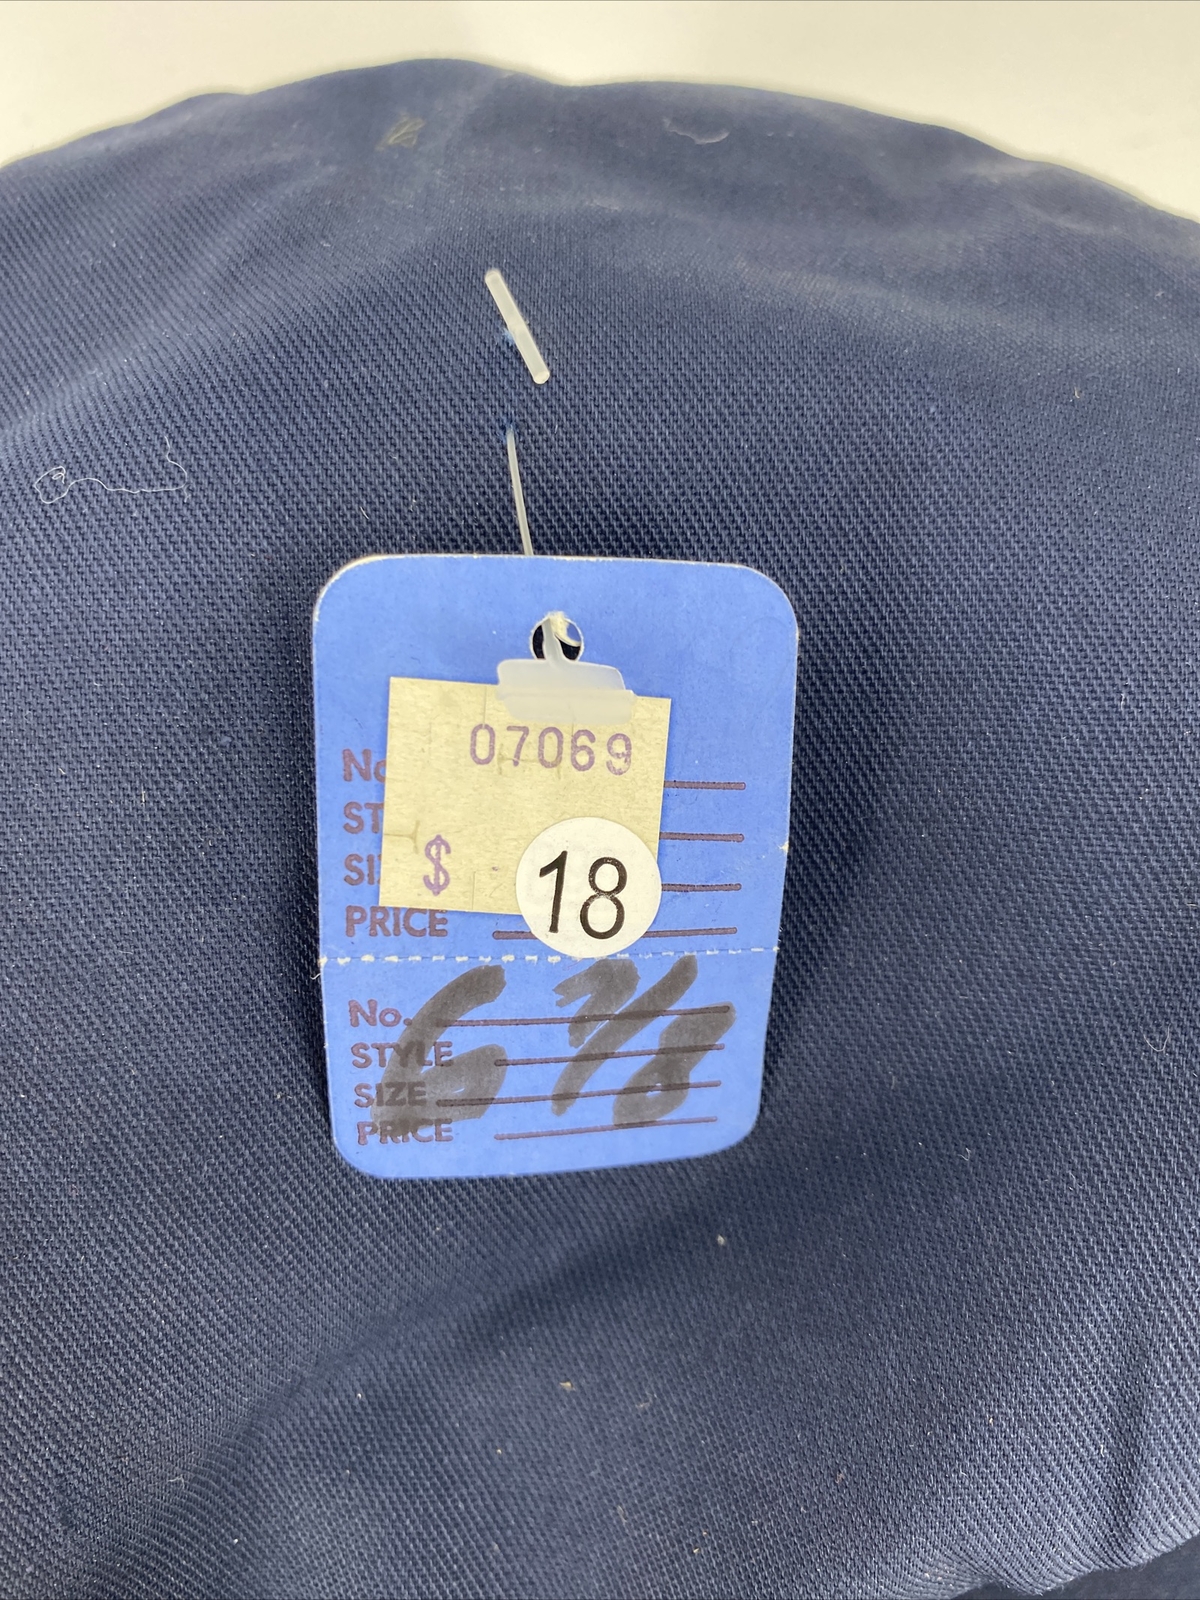 07069
No
ST
SI
$ 18
PRICE
No.
STYLE
SIZE
PRICE
6 7/8